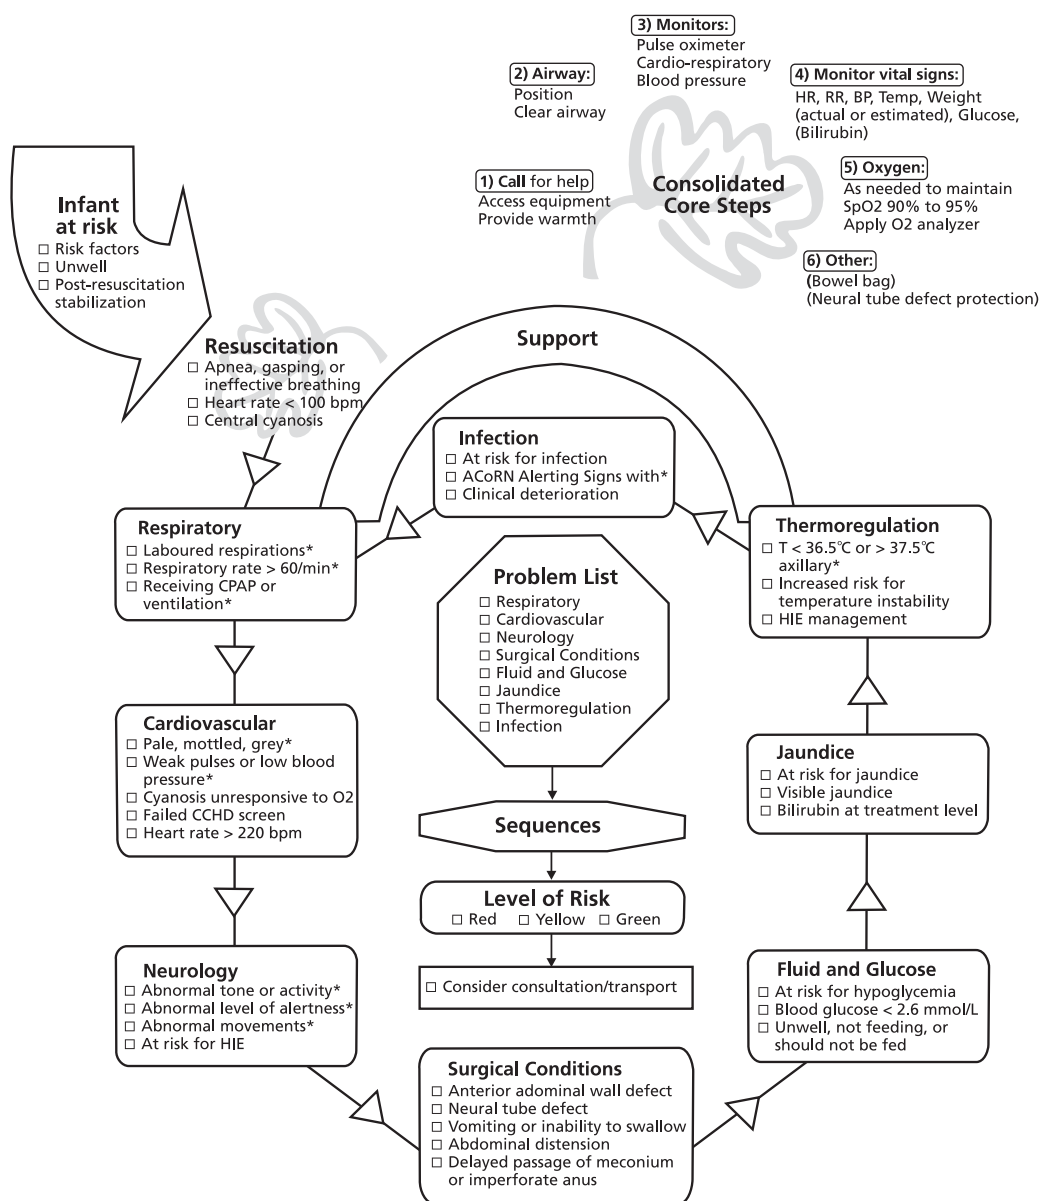 3) Monitors:
Pulse oximeter
Cardio-respiratory
Blood pressure
2) Airway:
Position
Clear airway
4) Monitor vital signs:
HR, RR, BP, Temp, Weight
(actual or estimated), Glucose,
(Bilirubin)
1) Call for help
Access equipment
Provide warmth
Consolidated
Core Steps
5) Oxygen:
As needed to maintain
SpO2 90% to 95%
Apply O2 analyzer
6) Other:
(Bowel bag)
(Neural tube defect protection)
Infant
at risk
□ Risk factors
□ Unwell
□ Post-resuscitation
stabilization
Resuscitation
□ Apnea, gasping, or
ineffective breathing
□ Heart rate < 100 bpm
□ Central cyanosis
Support
Infection
□ At risk for infection
□ ACoRN Alerting Signs with*
□ Clinical deterioration
Respiratory
□ Laboured respirations*
□ Respiratory rate > 60/min*
□ Receiving CPAP or
ventilation*
Thermoregulation
□ T < 36.5℃ or > 37.5℃
axillary*
□ Increased risk for
temperature instability
□ HIE management
Problem List
□ Respiratory
□ Cardiovascular
□ Neurology
□ Surgical Conditions
□ Fluid and Glucose
□ Jaundice
□ Thermoregulation
□ Infection
Cardiovascular
□ Pale, mottled, grey*
□ Weak pulses or low blood
pressure*
□ Cyanosis unresponsive to O2
□ Failed CCHD screen
□ Heart rate > 220 bpm
Jaundice
□ At risk for jaundice
□ Visible jaundice
□ Bilirubin at treatment level
Sequences
Level of Risk
□ Red □ Yellow □ Green
□ Consider consultation/transport
Neurology
□ Abnormal tone or activity*
□ Abnormal level of alertness*
□ Abnormal movements*
□ At risk for HIE
Fluid and Glucose
□ At risk for hypoglycemia
□ Blood glucose < 2.6 mmol/L
□ Unwell, not feeding, or
should not be fed
Surgical Conditions
□ Anterior adominal wall defect
□ Neural tube defect
□ Vomiting or inability to swallow
□ Abdominal distension
□ Delayed passage of meconium
or imperforate anus